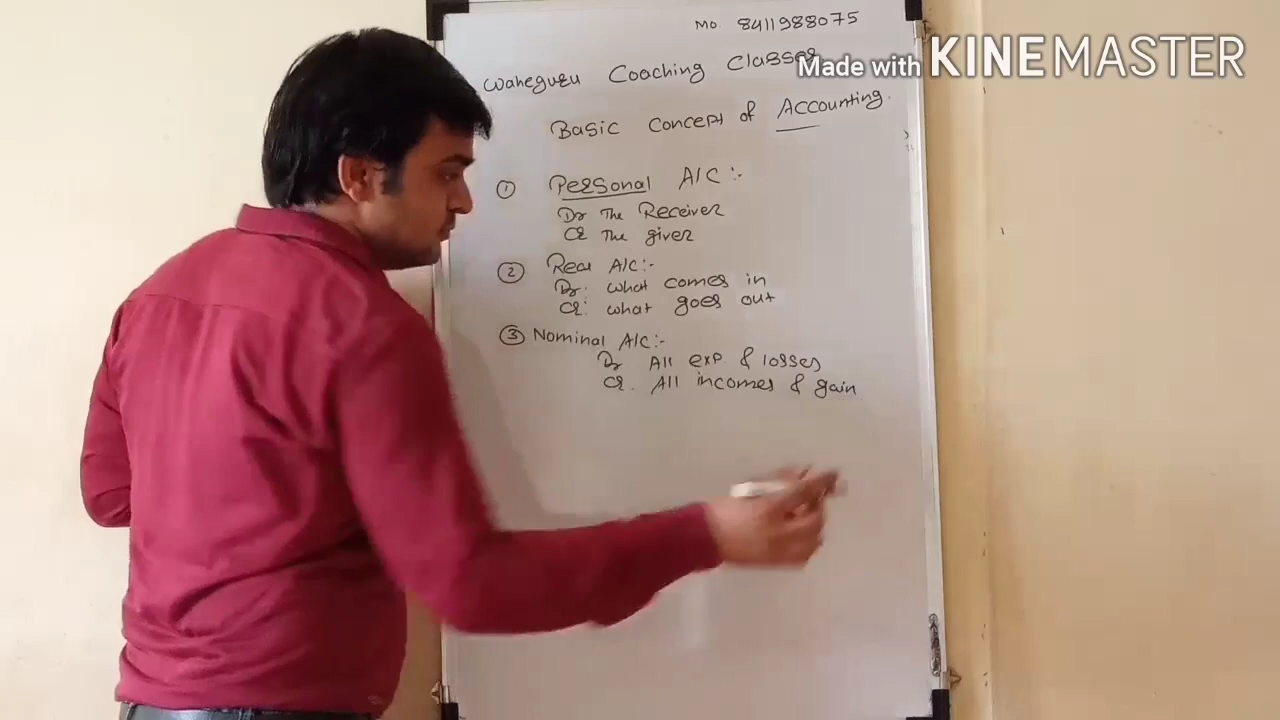 Mo. 8411988075
Waheguru Coaching Classes
Made with KINEMASTER
Basic Concept of Accounting.
① Personal A/C :-
Dr The Receiver
Cr The giver
② Real A/C:-
Dr. what comes in
Cr: what goes out
③ Nominal A/C:-
Dr All exp & losses
Cr. All incomes & gain